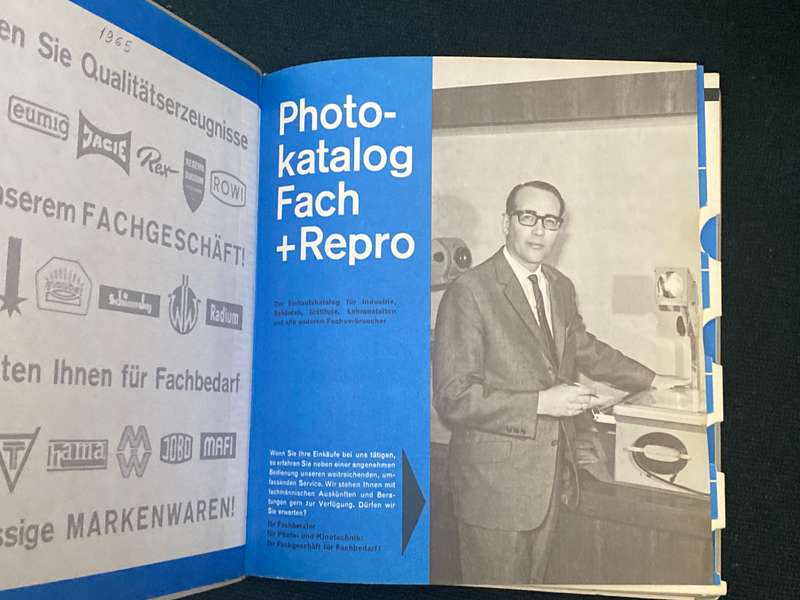 1965
en Sie Qualitätserzeugnisse
eumig
JACIE
Rex
ROWI
nserem FACHGESCHÄFT!
Radium
ten Ihnen für Fachbedarf
hama
JOBO
MAFI
ssige MARKENWAREN!
Photo-
katalog
Fach
+Repro
Der Einkaufskatalog für Industrie,
Behörden, Institute, Lehranstalten
und alle anderen Fachverbraucher
Wenn Sie Ihre Einkäufe bei uns tätigen,
so erfahren Sie neben einer angenehmen
Bedienung unseren weitreichenden, um-
fassenden Service. Wir stehen Ihnen mit
fachmännischen Auskünften und Bera-
tungen gern zur Verfügung. Dürfen wir
Sie erwarten?
Ihr Fachberater
für Photo- und Kinotechnik:
Ihr Fachgeschäft für Fachbedarf!